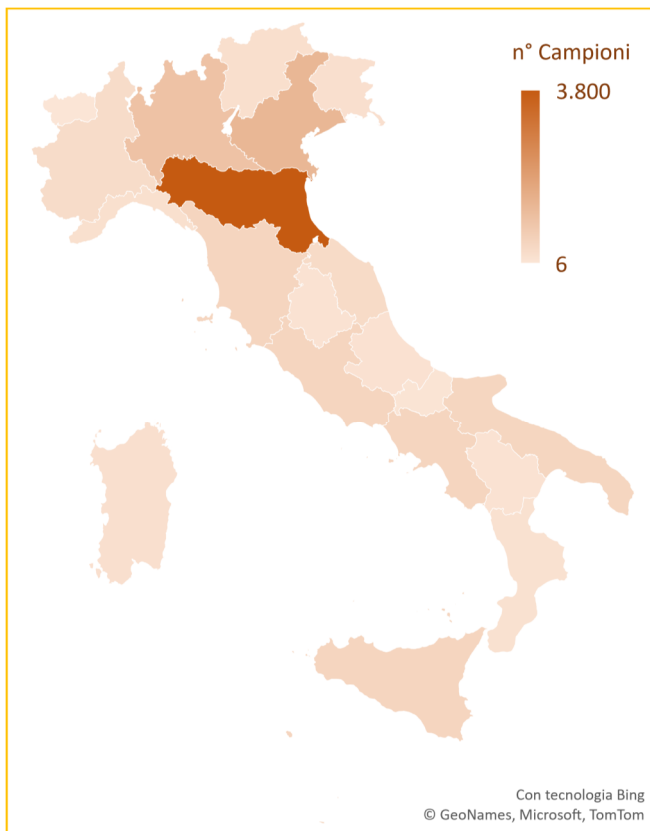 n° Campioni
3.800
6
Con tecnologia Bing
© GeoNames, Microsoft, TomTom